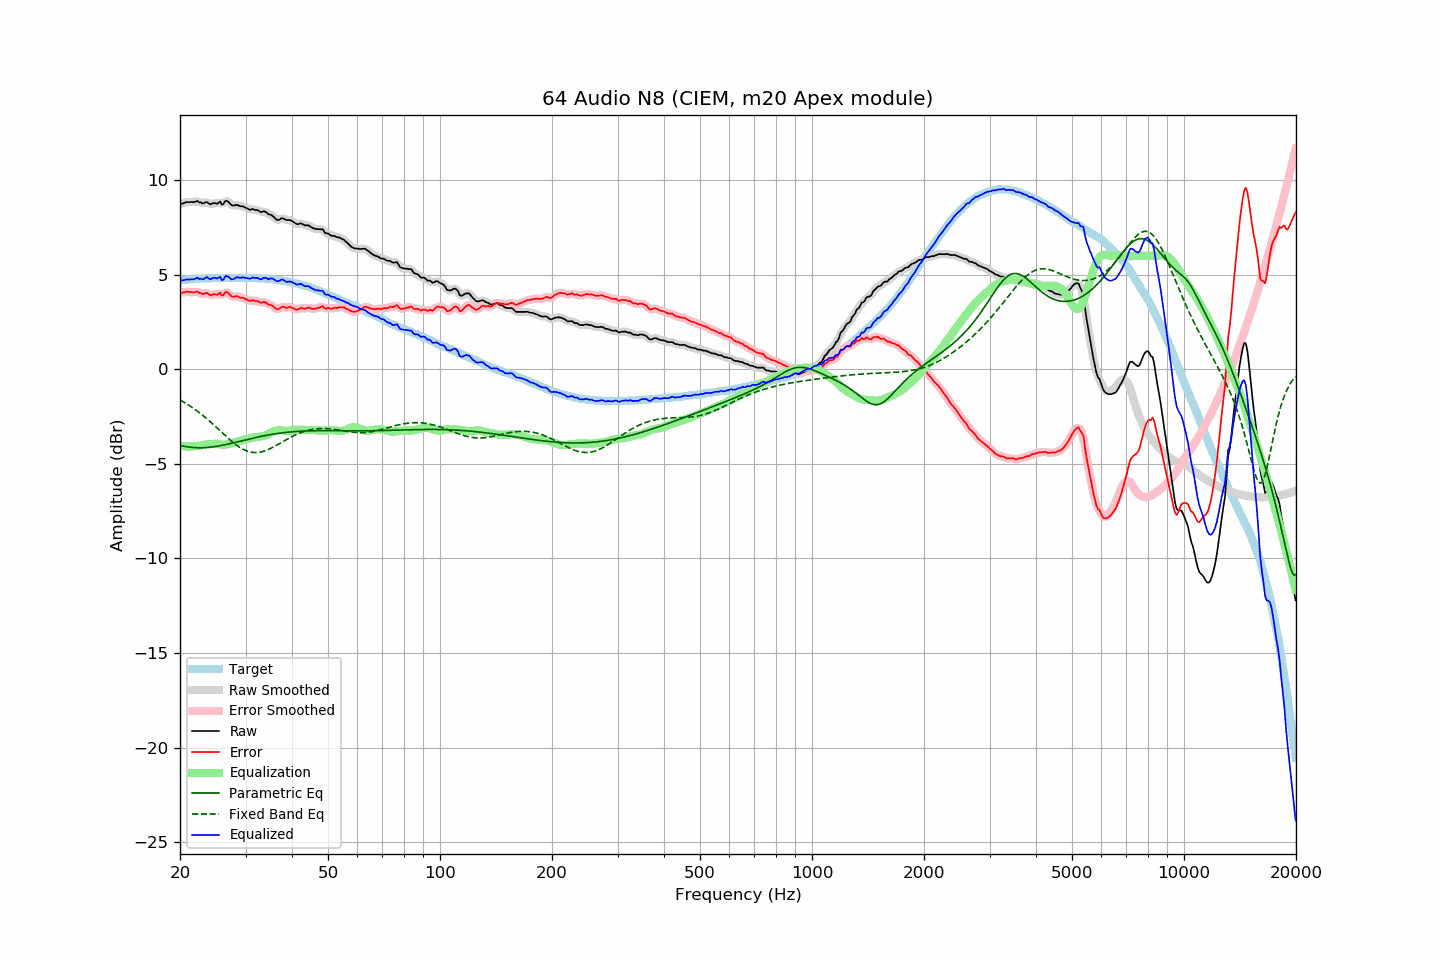 64 Audio N8 (CIEM, m20 Apex module)
10
5
0
−5
−10
−15
−20
−25
Amplitude (dBr)
Target
Raw Smoothed
Error Smoothed
Raw
Error
Equalization
Parametric Eq
Fixed Band Eq
Equalized
20 50 100 200 500 1000 2000 5000 10000 20000
Frequency (Hz)